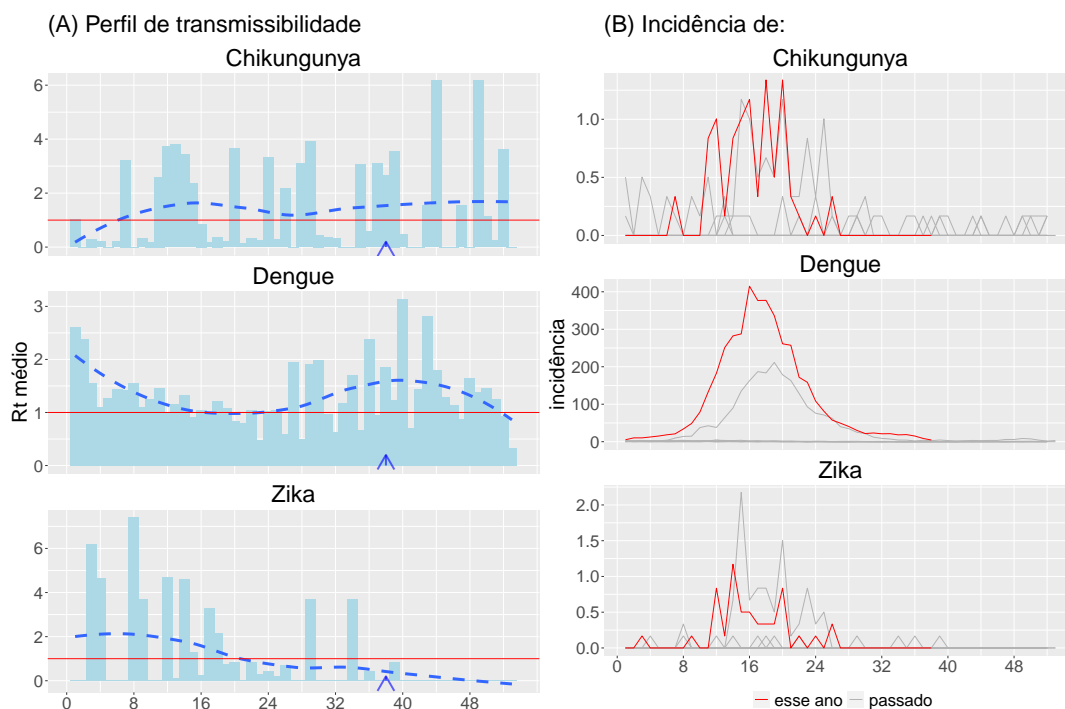 (A) Perfil de transmissibilidade
Chikungunya
6
4
2
0
Dengue
3
2
1
0
Rt médio
Zika
6
4
2
0
0 8 16 24 32 40 48
(B) Incidência de:
Chikungunya
1.0
0.5
0.0
Dengue
400
300
200
100
0
incidência
Zika
2.0
1.5
1.0
0.5
0.0
0 8 16 24 32 40 48
esse ano passado